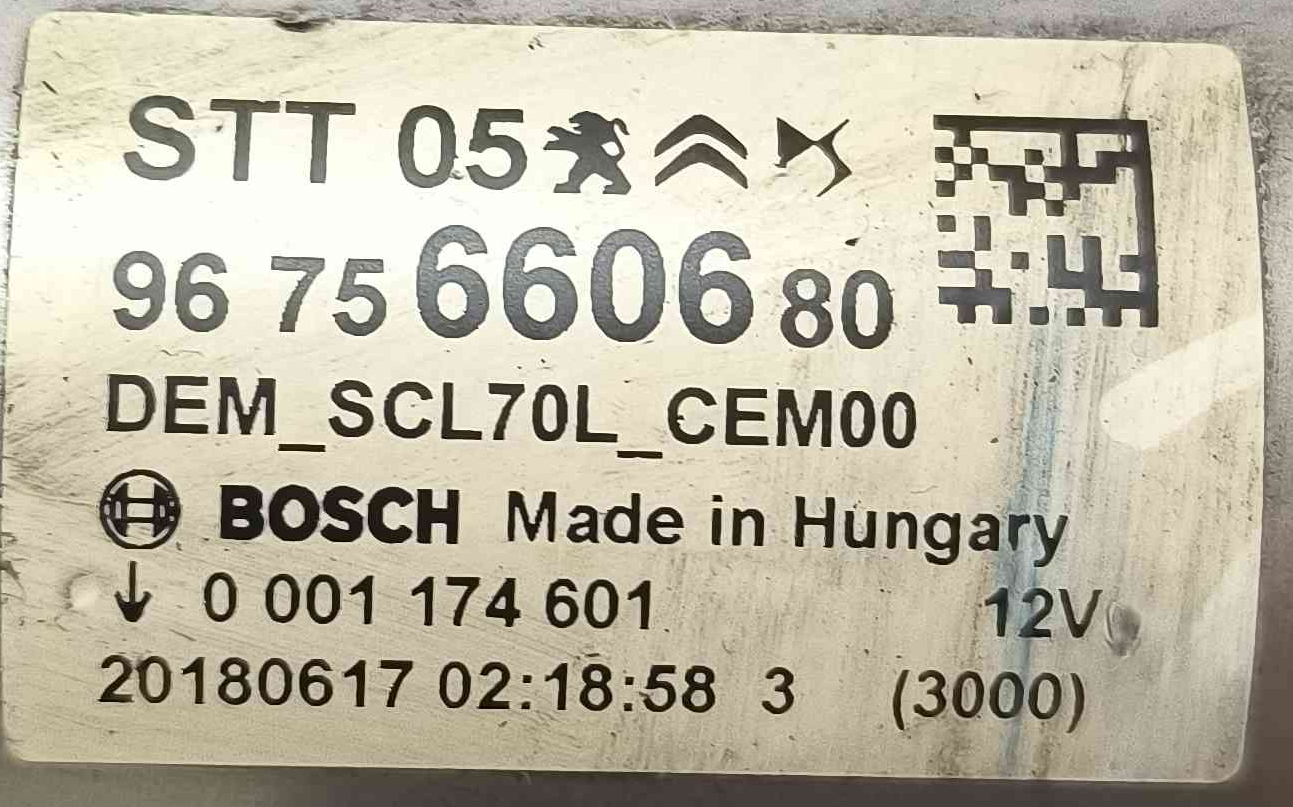 STT 05
96 75 6606 80
DEM_SCL70L_CEM00
BOSCH Made in Hungary
↓ 0 001 174 601 12V
20180617 02:18:58 3 (3000)